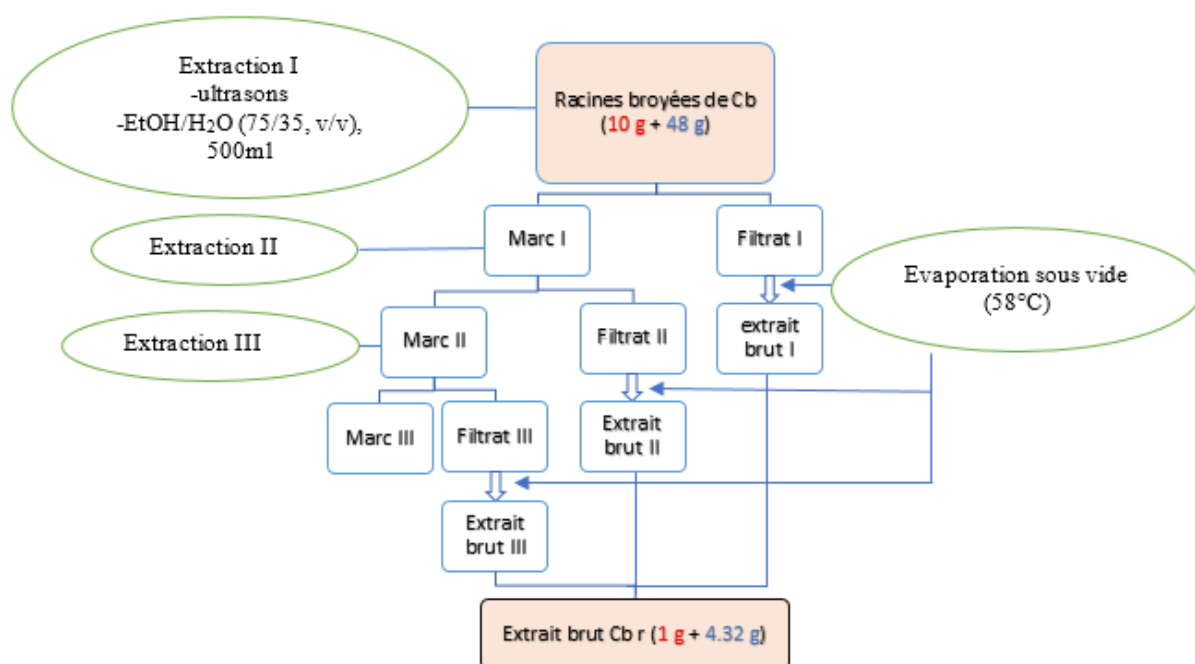 Extraction I
-ultrasons
-EtOH/H₂O (75/35, v/v),
500ml
Racines broyées de Cb
(10 g + 48 g)
Extraction II
Marc I
Filtrat I
Evaporation sous vide
(58°C)
Extraction III
Marc II
Filtrat II
extrait
brut I
Marc III
Filtrat III
Extrait
brut II
Extrait
brut III
Extrait brut Cb r (1 g + 4.32 g)